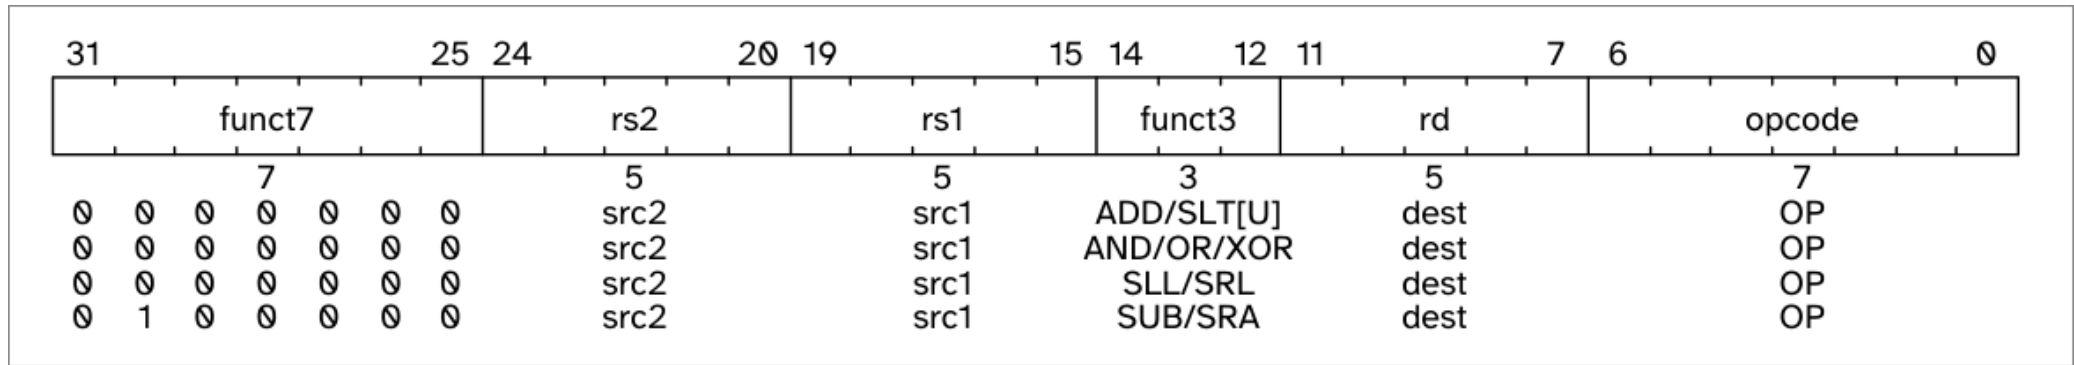 31 25 24 20 19 15 14 12 11 7 6 0
funct7 rs2 rs1 funct3 rd opcode
7 5 5 3 5 7
0 0 0 0 0 0 0 src2 src1 ADD/SLT[U] dest OP
0 0 0 0 0 0 0 src2 src1 AND/OR/XOR dest OP
0 0 0 0 0 0 0 src2 src1 SLL/SRL dest OP
0 1 0 0 0 0 0 src2 src1 SUB/SRA dest OP